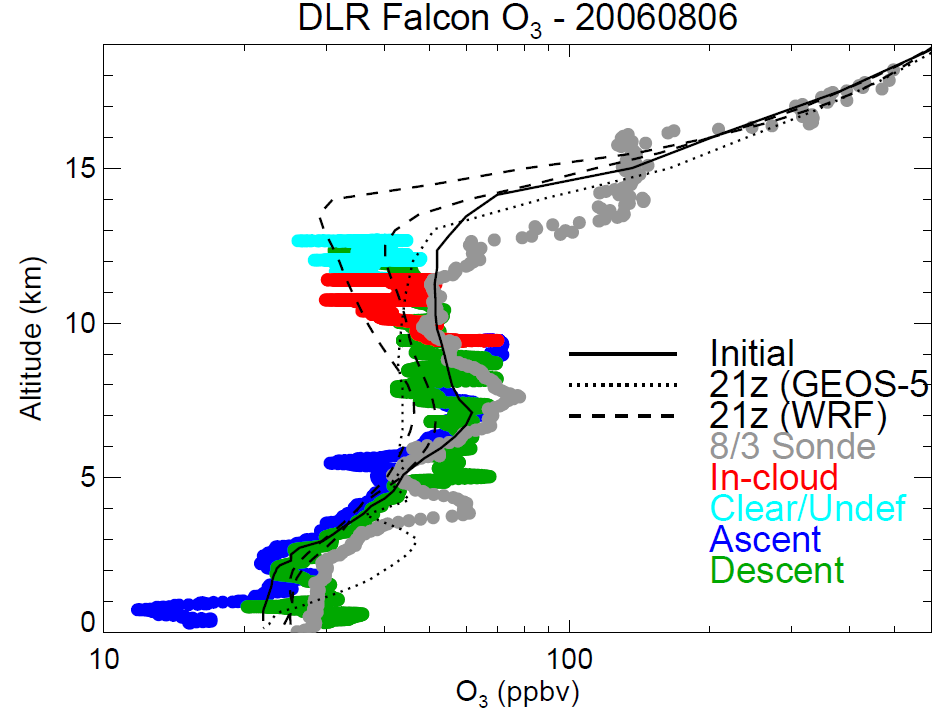 DLR Falcon O3 - 20060806
15
10
5
0
Altitude (km)
Initial
21z (GEOS-5
21z (WRF)
8/3 Sonde
In-cloud
Clear/Undef
Ascent
Descent
10
100
O3 (ppbv)